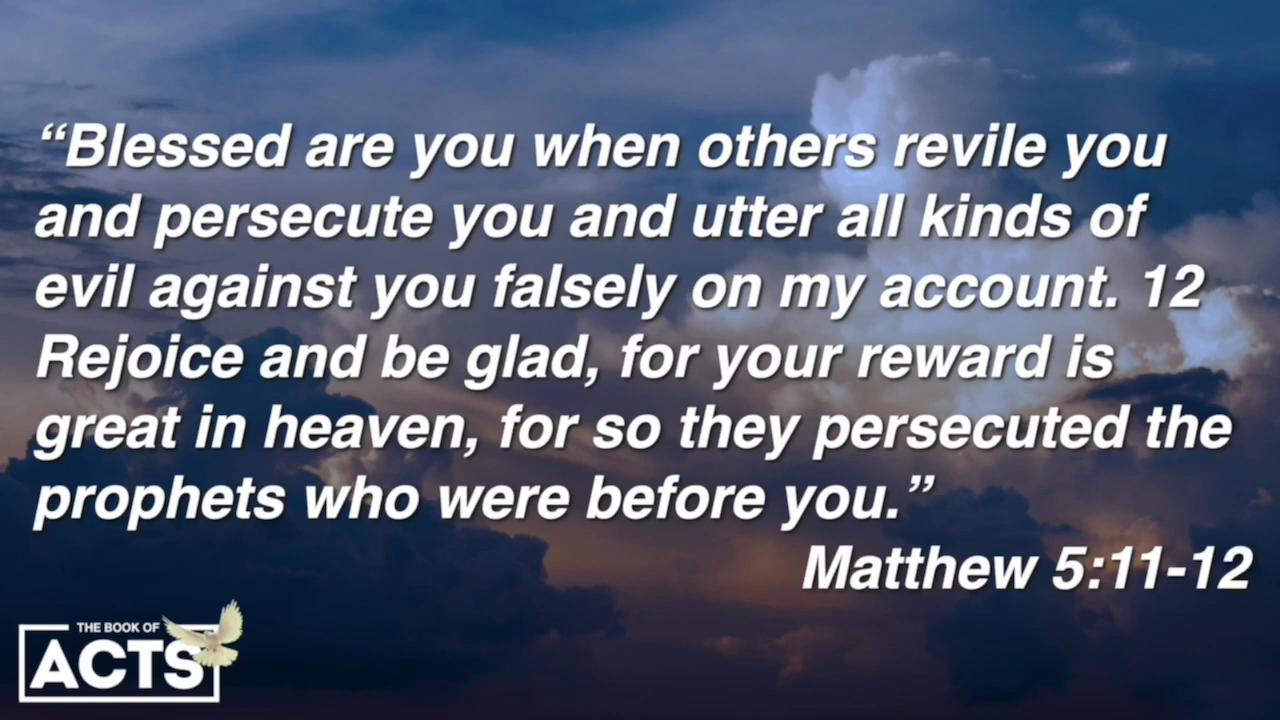 “Blessed are you when others revile you
and persecute you and utter all kinds of
evil against you falsely on my account. 12
Rejoice and be glad, for your reward is
great in heaven, for so they persecuted the
prophets who were before you.”
Matthew 5:11-12
THE BOOK OF
ACTS